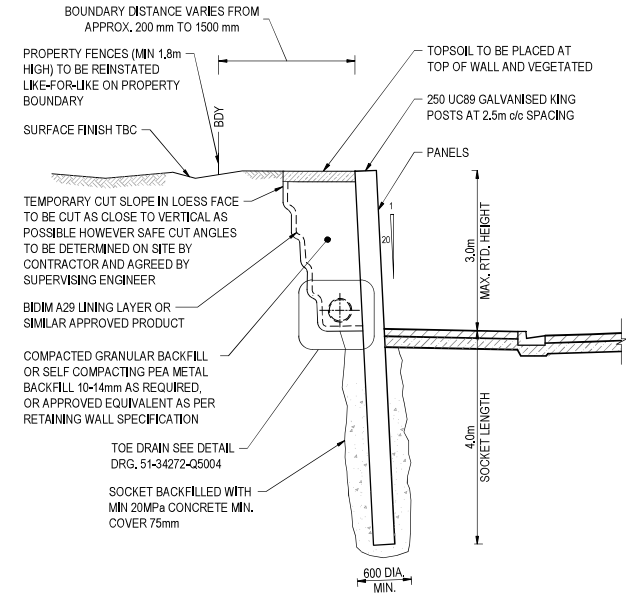 BOUNDARY DISTANCE VARIES FROM
APPROX. 200 mm TO 1500 mm
PROPERTY FENCES (MIN 1.8m
HIGH) TO BE REINSTATED
LIKE-FOR-LIKE ON PROPERTY
BOUNDARY
BDY
SURFACE FINISH TBC
TEMPORARY CUT SLOPE IN LOESS FACE
TO BE CUT AS CLOSE TO VERTICAL AS
POSSIBLE HOWEVER SAFE CUT ANGLES
TO BE DETERMINED ON SITE BY
CONTRACTOR AND AGREED BY
SUPERVISING ENGINEER
BIDIM A29 LINING LAYER OR
SIMILAR APPROVED PRODUCT
COMPACTED GRANULAR BACKFILL
OR SELF COMPACTING PEA METAL
BACKFILL 10-14mm AS REQUIRED,
OR APPROVED EQUIVALENT AS PER
RETAINING WALL SPECIFICATION
TOE DRAIN SEE DETAIL
DRG. 51-34272-Q5004
SOCKET BACKFILLED WITH
MIN 20MPa CONCRETE MIN.
COVER 75mm
TOPSOIL TO BE PLACED AT
TOP OF WALL AND VEGETATED
250 UC89 GALVANISED KING
POSTS AT 2.5m c/c SPACING
PANELS
1
20
3.0m
MAX. RTD. HEIGHT
4.0m
SOCKET LENGTH
600 DIA.
MIN.